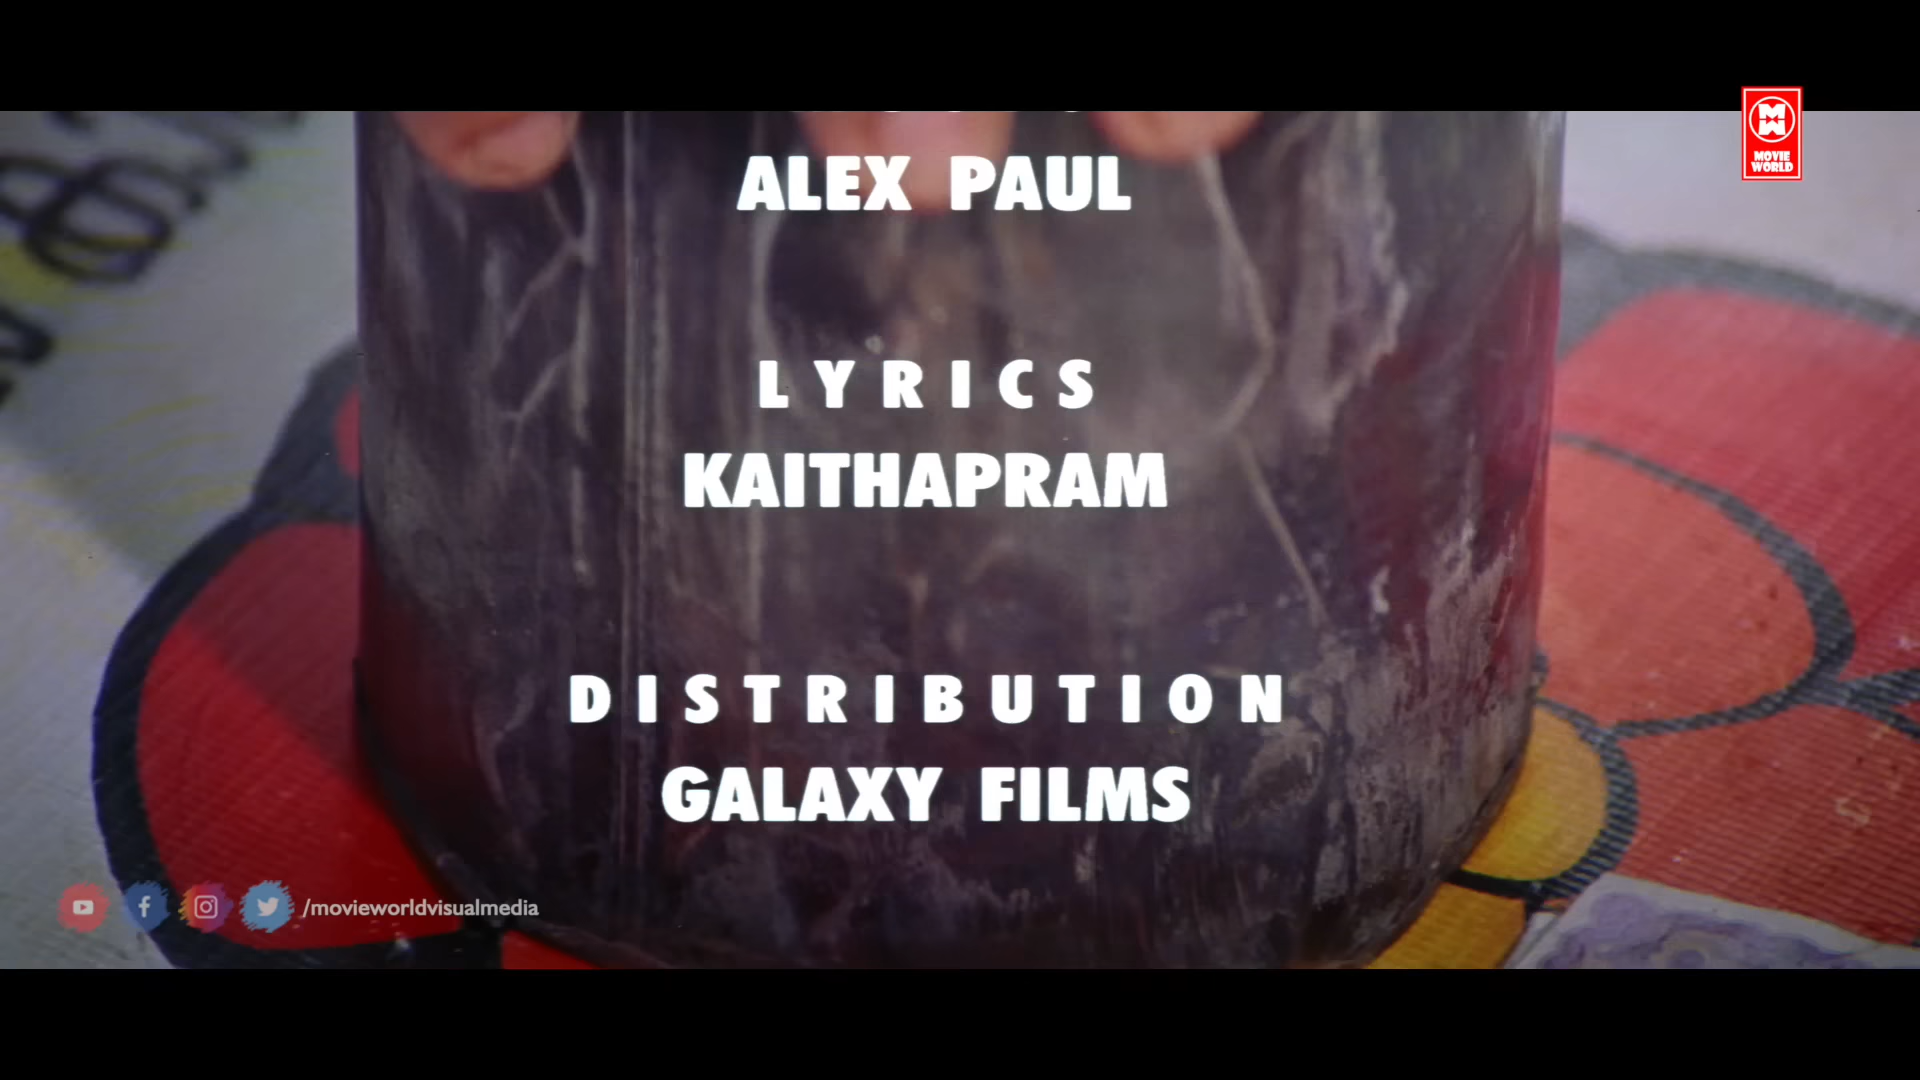 MOVIE
WORLD
ALEX PAUL
LYRICS
KAITHAPRAM
DISTRIBUTION
GALAXY FILMS
/movieworldvisualmedia